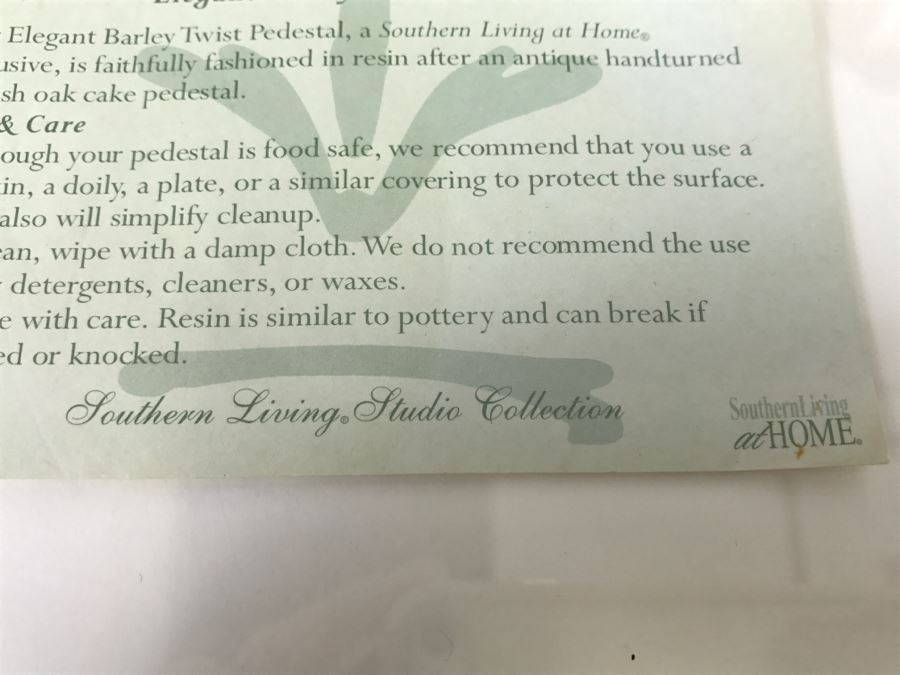 Elegant Barley Twist Pedestal, a Southern Living at Home®
usive, is faithfully fashioned in resin after an antique handturned
sh oak cake pedestal.
& Care
ough your pedestal is food safe, we recommend that you use a
in, a doily, a plate, or a similar covering to protect the surface.
also will simplify cleanup.
ean, wipe with a damp cloth. We do not recommend the use
detergents, cleaners, or waxes.
e with care. Resin is similar to pottery and can break if
ed or knocked.
Southern Living® Studio Collection
Southern Living
at HOME®